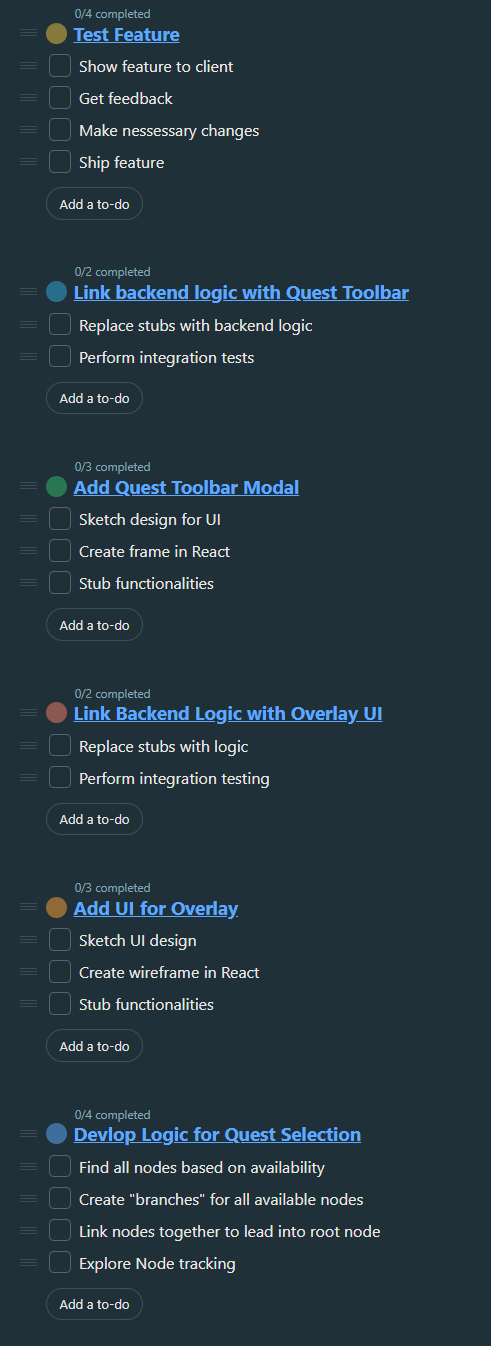 0/4 completed
Test Feature
Show feature to client
Get feedback
Make nessessary changes
Ship feature
Add a to-do
0/2 completed
Link backend logic with Quest Toolbar
Replace stubs with backend logic
Perform integration tests
Add a to-do
0/3 completed
Add Quest Toolbar Modal
Sketch design for UI
Create frame in React
Stub functionalities
Add a to-do
0/2 completed
Link Backend Logic with Overlay UI
Replace stubs with logic
Perform integration testing
Add a to-do
0/3 completed
Add UI for Overlay
Sketch UI design
Create wireframe in React
Stub functionalities
Add a to-do
0/4 completed
Devlop Logic for Quest Selection
Find all nodes based on availability
Create "branches" for all available nodes
Link nodes together to lead into root node
Explore Node tracking
Add a to-do